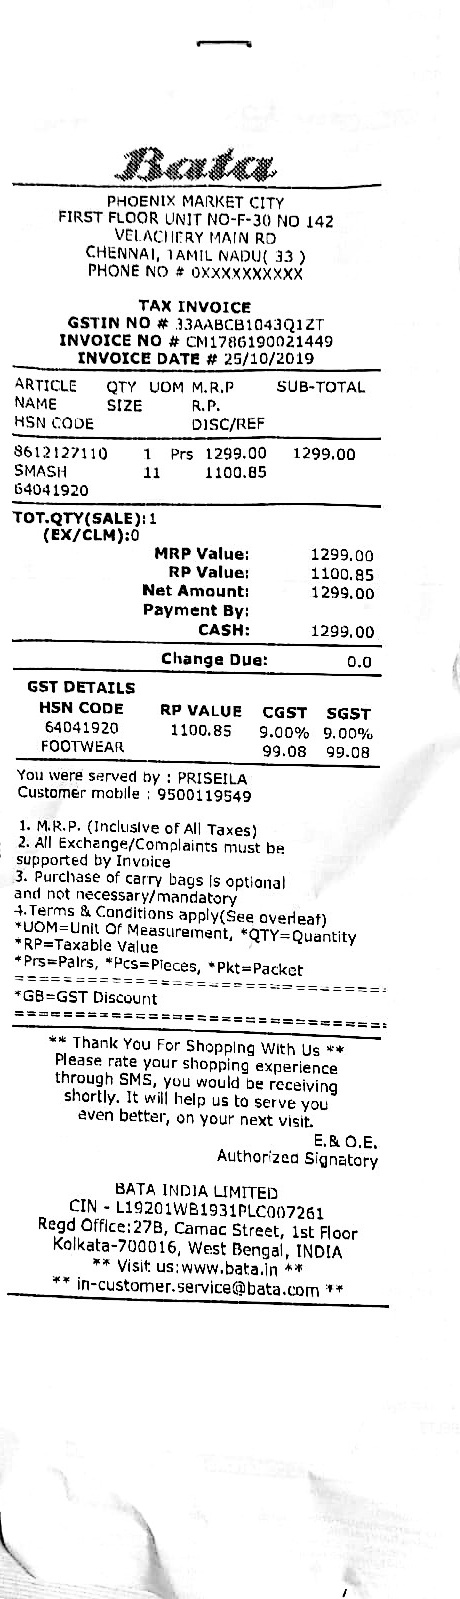 Bata
PHOENIX MARKET CITY
FIRST FLOOR UNIT NO-F-30 NO 142
VELACHERY MAIN RD
CHENNAI, TAMIL NADU( 33 )
PHONE NO # 0XXXXXXXXXX
TAX INVOICE
GSTIN NO # 33AABCB1043Q1ZT
INVOICE NO # CM1786190021449
INVOICE DATE # 25/10/2019
ARTICLE QTY UOM M.R.P SUB-TOTAL
NAME SIZE R.P.
HSN CODE DISC/REF
8612127110 1 Prs 1299.00 1299.00
SMASH 11 1100.85
64041920
TOT.QTY(SALE):1
(EX/CLM):0
MRP Value: 1299.00
RP Value: 1100.85
Net Amount: 1299.00
Payment By:
CASH: 1299.00
Change Due: 0.0
GST DETAILS
HSN CODE RP VALUE CGST SGST
64041920 1100.85 9.00% 9.00%
FOOTWEAR 99.08 99.08
You were served by : PRISEILA
Customer mobile : 9500119549
1. M.R.P. (Inclusive of All Taxes)
2. All Exchange/Complaints must be
supported by Invoice
3. Purchase of carry bags is optional
and not necessary/mandatory
4.Terms & Conditions apply(See overleaf)
*UOM=Unit Of Measurement, *QTY=Quantity
*RP=Taxable Value
*Prs=Pairs, *Pcs=Pieces, *Pkt=Packet
================================
*GB=GST Discount
================================
** Thank You For Shopping With Us **
Please rate your shopping experience
through SMS, you would be receiving
shortly. It will help us to serve you
even better, on your next visit.
E.& O.E.
Authorized Signatory
BATA INDIA LIMITED
CIN - L19201WB1931PLC007261
Regd Office:27B, Camac Street, 1st Floor
Kolkata-700016, West Bengal, INDIA
** Visit us:www.bata.in **
** in-customer.service@bata.com **